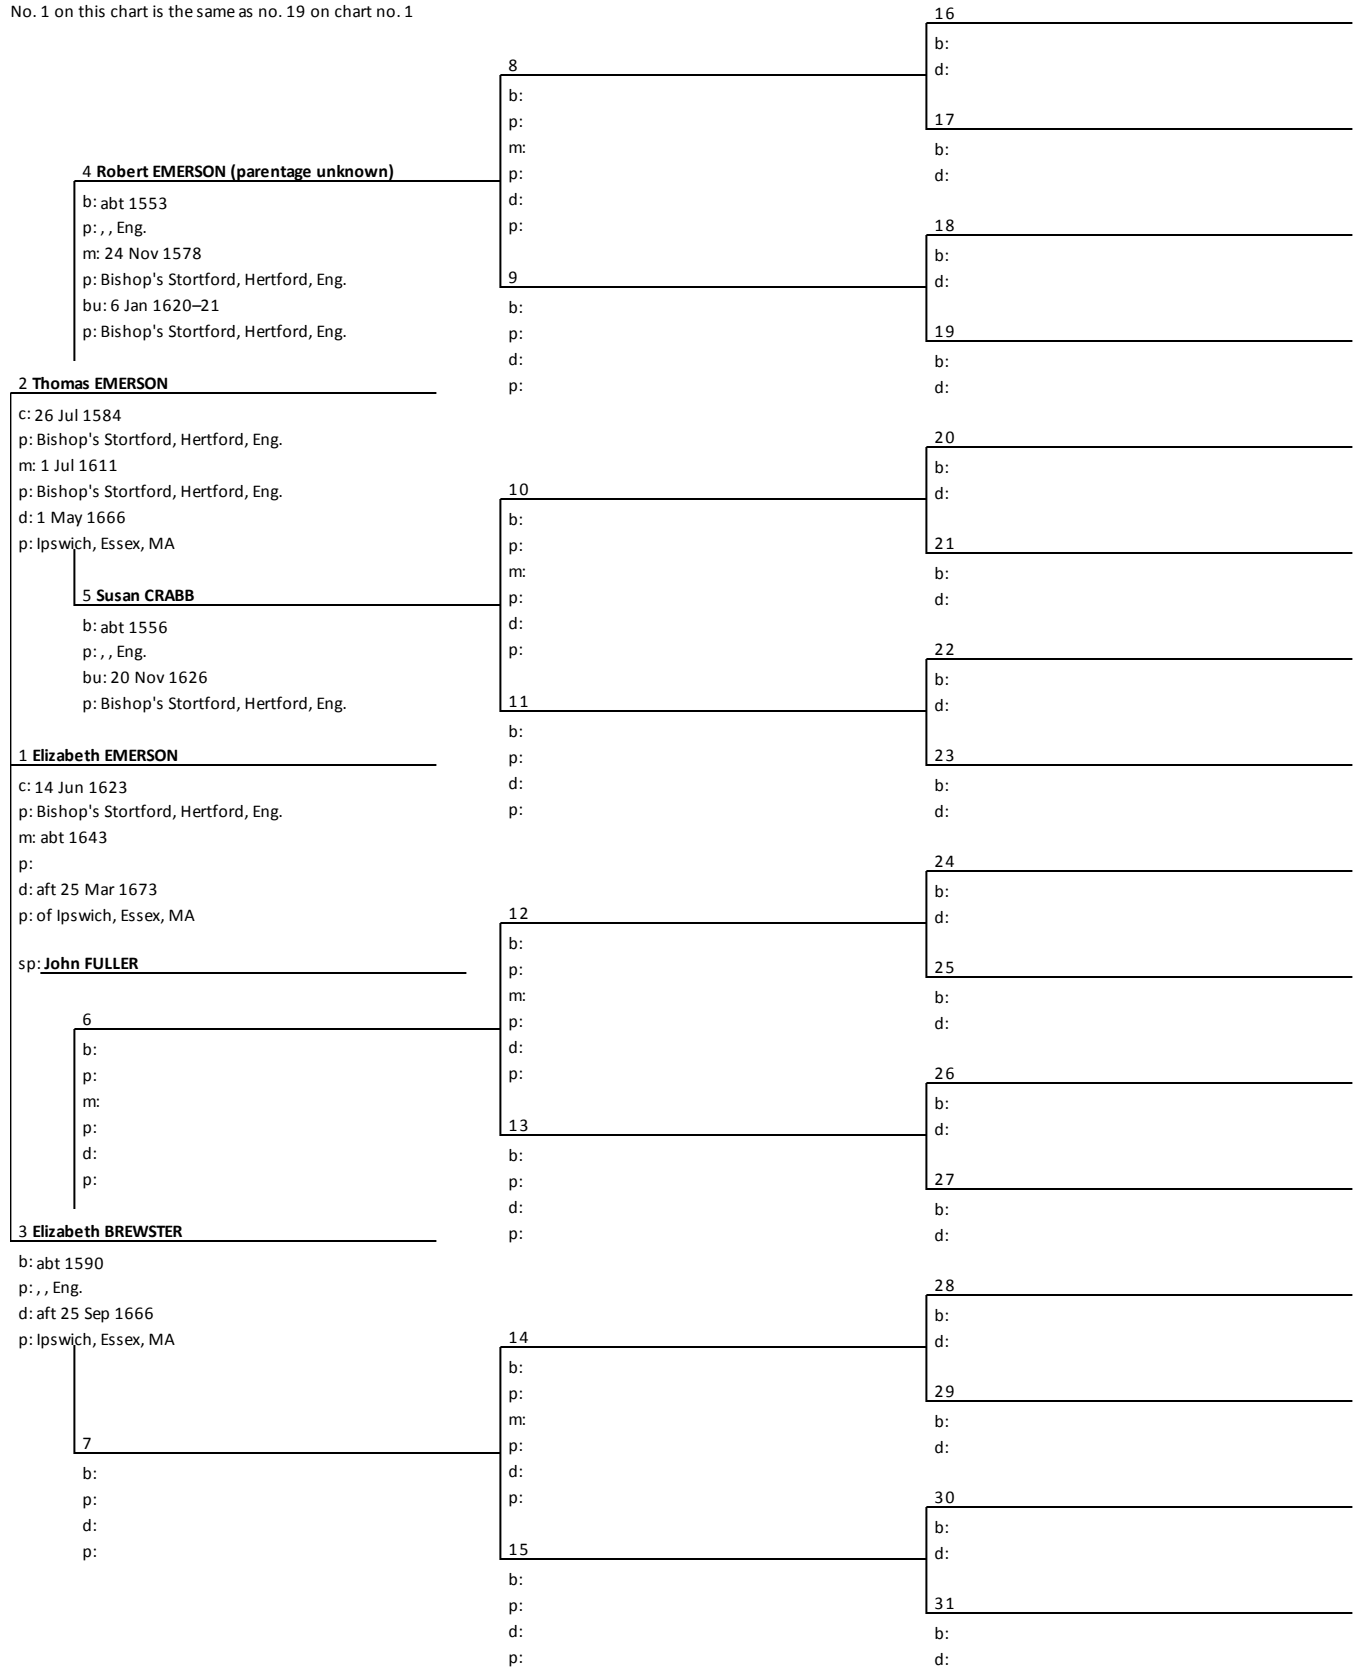 No. 1 on this chart is the same as no. 19 on chart no. 1
16
b:
d:
8
b:
p:
m:
p:
d:
p:
17
b:
d:
4 Robert EMERSON (parentage unknown)
b: abt 1553
p: , , Eng.
m: 24 Nov 1578
p: Bishop's Stortford, Hertford, Eng.
bu: 6 Jan 1620–21
p: Bishop's Stortford, Hertford, Eng.
18
b:
d:
9
b:
p:
d:
p:
19
b:
d:
2 Thomas EMERSON
c: 26 Jul 1584
p: Bishop's Stortford, Hertford, Eng.
m: 1 Jul 1611
p: Bishop's Stortford, Hertford, Eng.
d: 1 May 1666
p: Ipswich, Essex, MA
20
b:
d:
10
b:
p:
m:
p:
d:
p:
21
b:
d:
5 Susan CRABB
b: abt 1556
p: , , Eng.
bu: 20 Nov 1626
p: Bishop's Stortford, Hertford, Eng.
22
b:
d:
11
b:
p:
d:
p:
23
b:
d:
1 Elizabeth EMERSON
c: 14 Jun 1623
p: Bishop's Stortford, Hertford, Eng.
m: abt 1643
p:
d: aft 25 Mar 1673
p: of Ipswich, Essex, MA
sp: John FULLER
24
b:
d:
12
b:
p:
m:
p:
d:
p:
25
b:
d:
6
b:
p:
m:
p:
d:
p:
26
b:
d:
13
b:
p:
d:
p:
27
b:
d:
3 Elizabeth BREWSTER
b: abt 1590
p: , , Eng.
d: aft 25 Sep 1666
p: Ipswich, Essex, MA
28
b:
d:
14
b:
p:
m:
p:
d:
p:
29
b:
d:
7
b:
p:
d:
p:
30
b:
d:
15
b:
p:
d:
p:
31
b:
d: